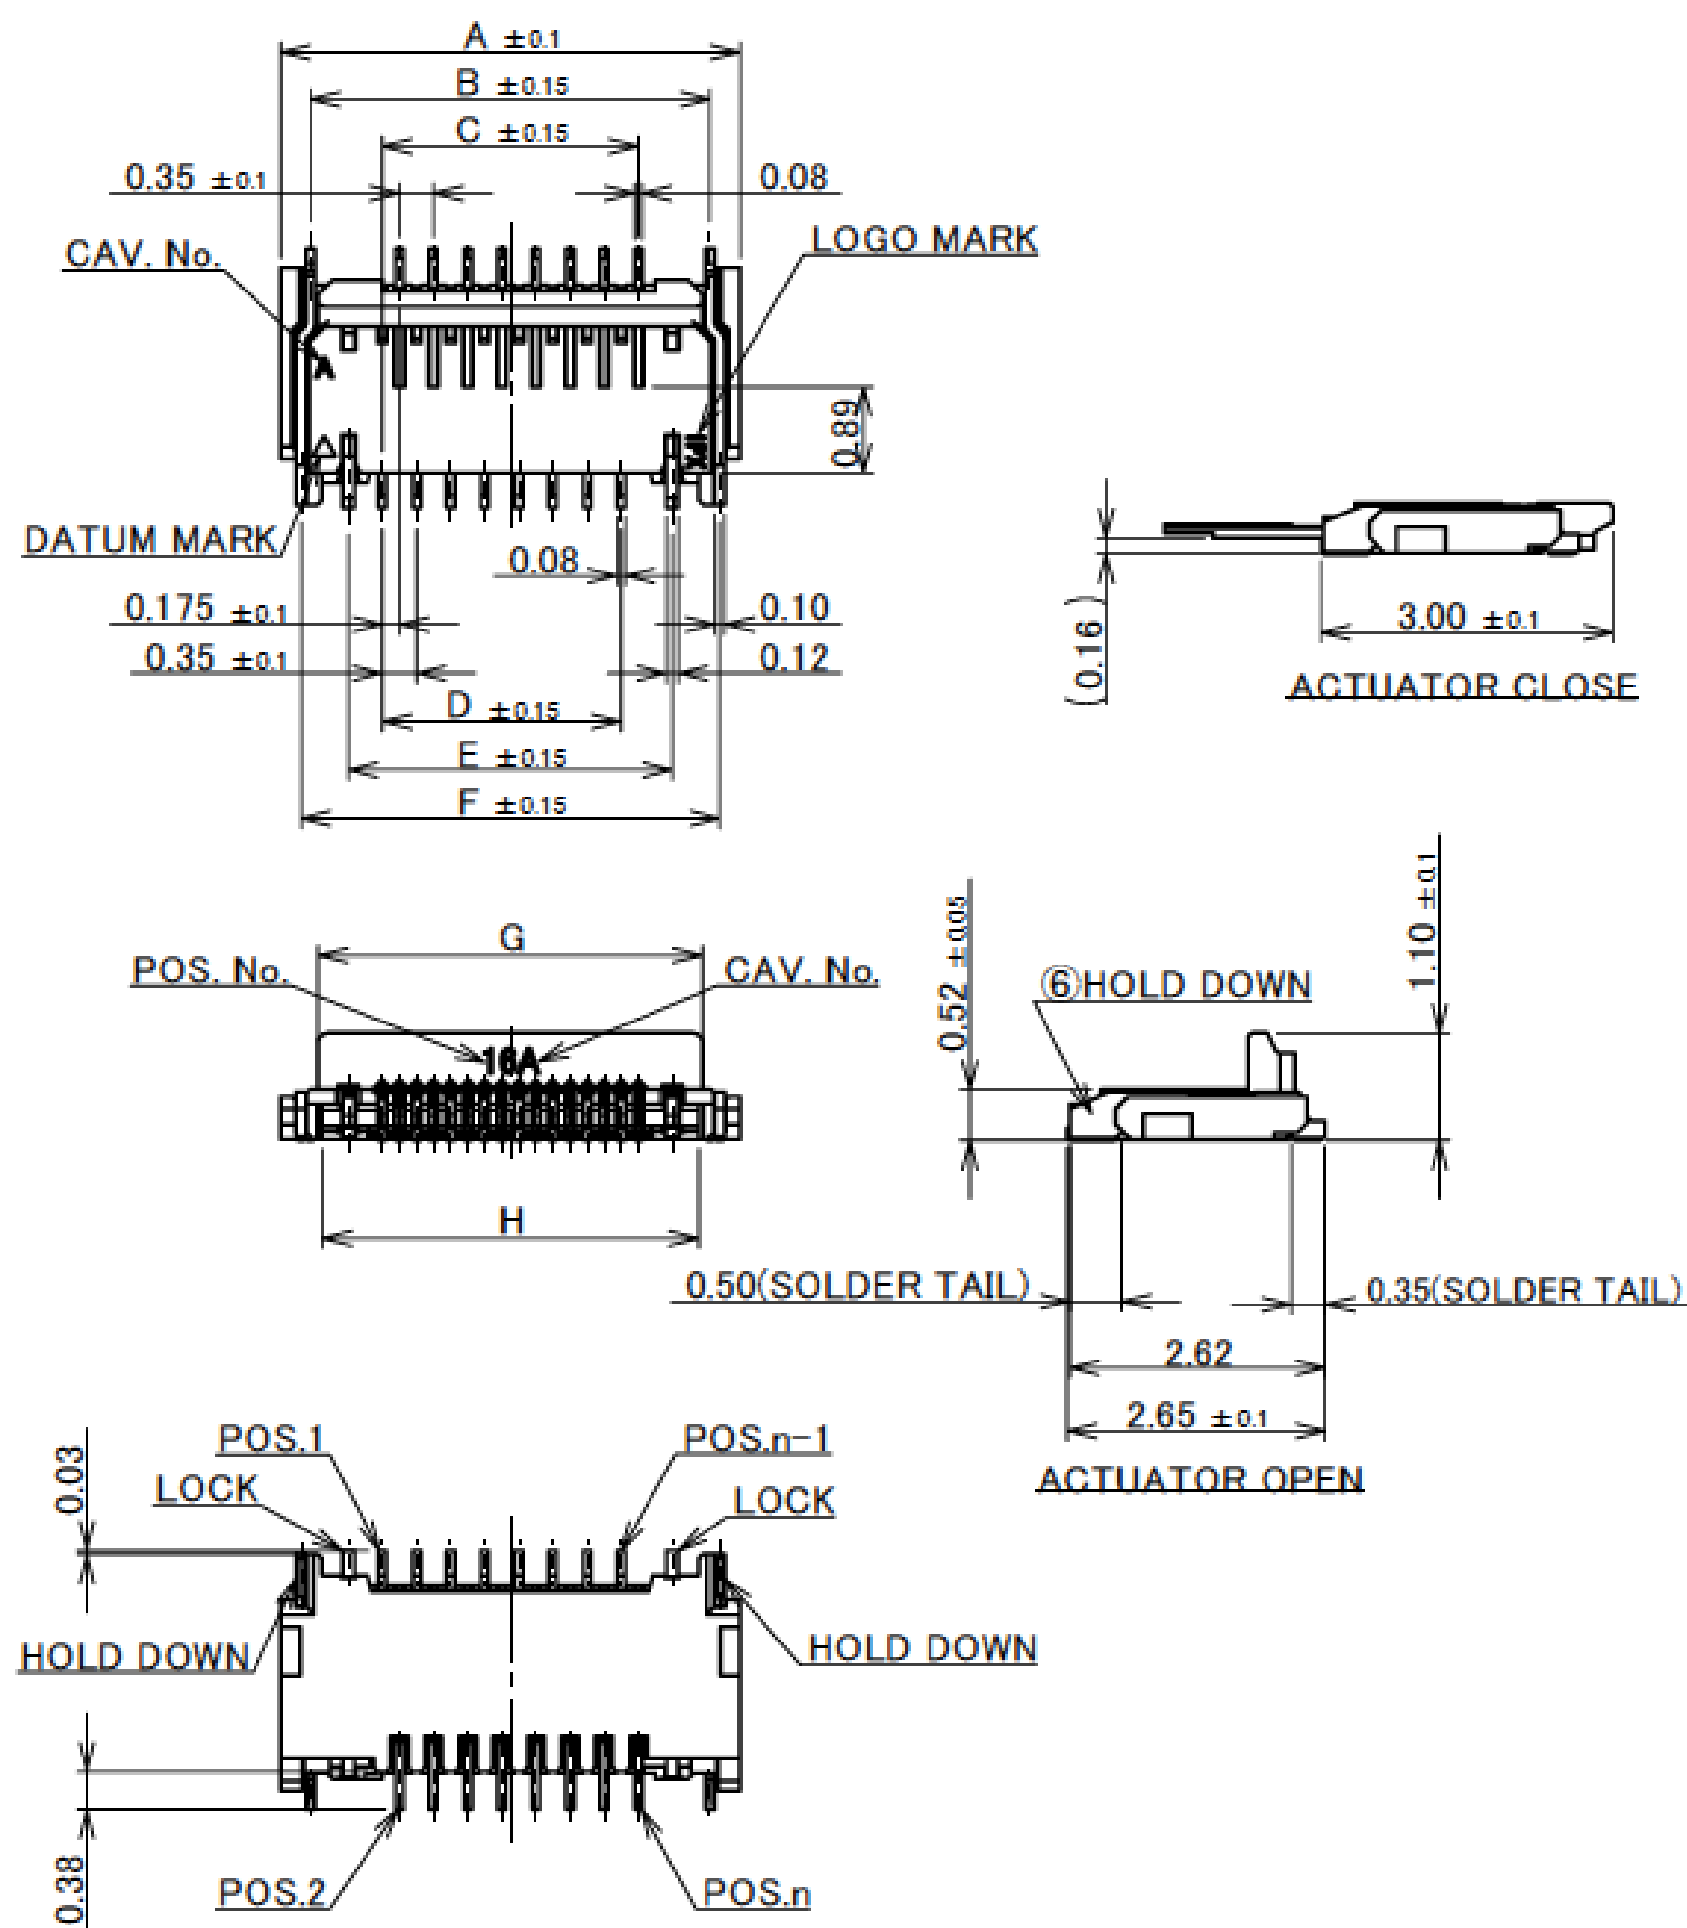 A ±0.1
B ±0.15
C ±0.15
0.35 ±0.1
0.08
CAV. No.
LOGO MARK
A
0.89
IPX
DATUM MARK
0.08
0.175 ±0.1
0.10
0.35 ±0.1
0.12
D ±0.15
E ±0.15
F ±0.15
(0.16)
3.00 ±0.1
ACTUATOR CLOSE
G
POS. No.
CAV. No.
16A
H
0.52 ±0.05
⑥HOLD DOWN
1.10 ±0.1
0.50(SOLDER TAIL)
0.35(SOLDER TAIL)
2.62
2.65 ±0.1
ACTUATOR OPEN
0.03
POS.1
POS.n-1
LOCK
LOCK
HOLD DOWN
HOLD DOWN
0.38
POS.2
POS.n